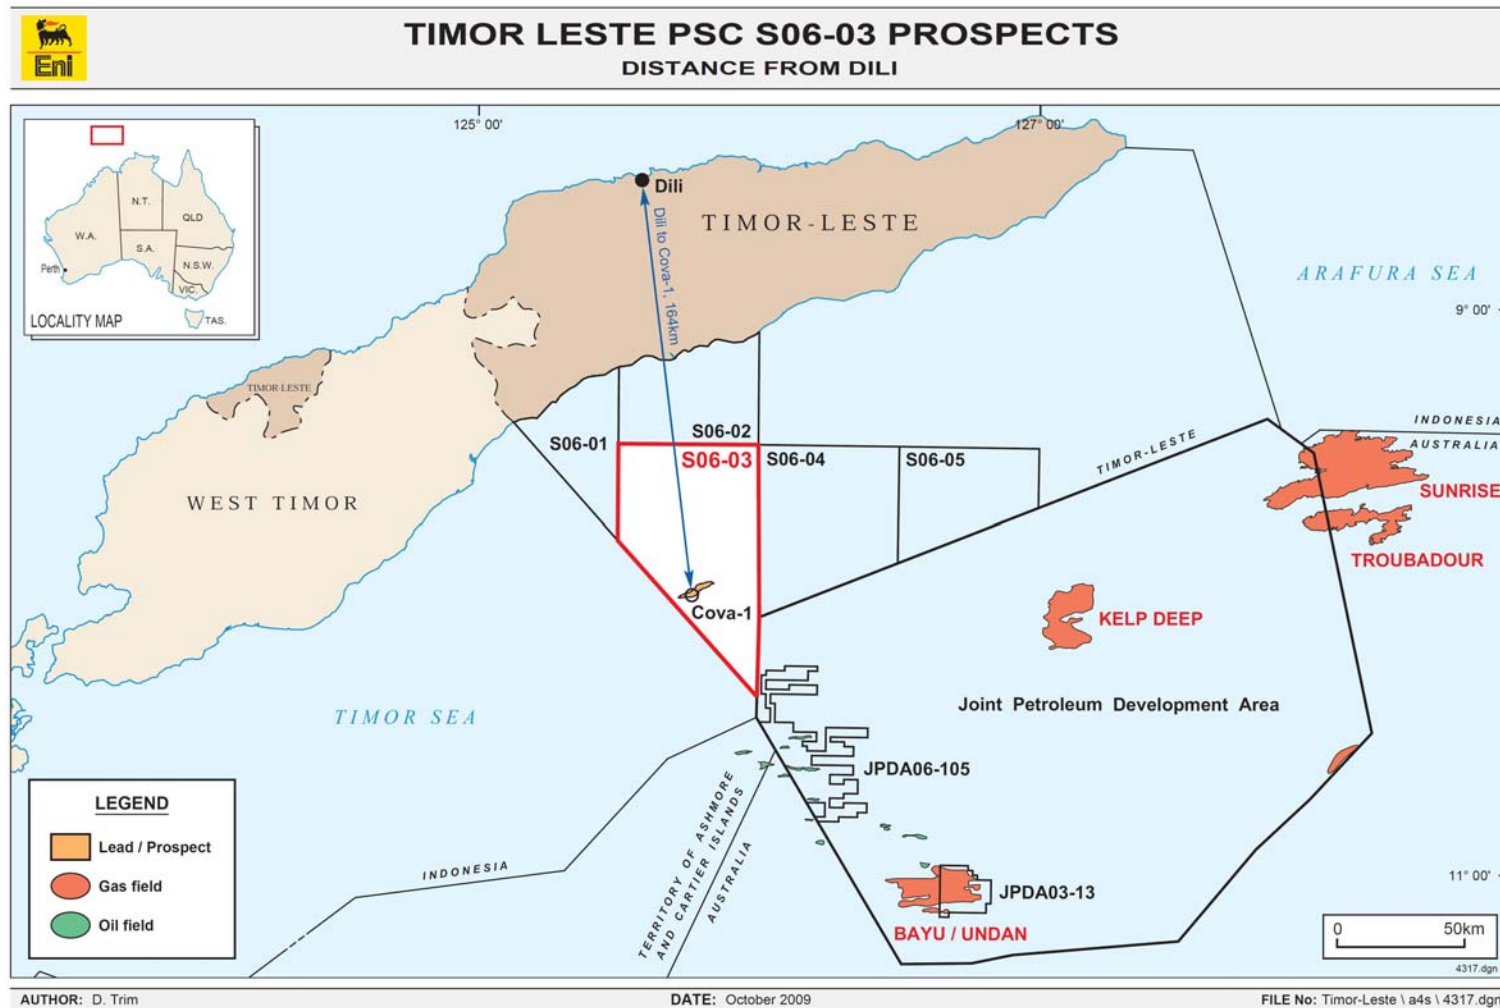 Eni
TIMOR LESTE PSC S06-03 PROSPECTS
DISTANCE FROM DILI
125° 00'
127° 00'
N.T.
QLD
W.A.
S.A.
N.S.W.
Perth
VIC.
TAS.
LOCALITY MAP
Dili
Dili to Cova-1, 164km
TIMOR-LESTE
ARAFURA SEA
9° 00'
TIMOR-LESTE
WEST TIMOR
S06-01
S06-02
S06-03
S06-04
S06-05
TIMOR-LESTE
INDONESIA
AUSTRALIA
SUNRISE
TROUBADOUR
Cova-1
KELP DEEP
Joint Petroleum Development Area
TIMOR SEA
JPDA06-105
LEGEND
Lead / Prospect
Gas field
Oil field
INDONESIA
TERRITORY OF ASHMORE
AND CARTIER ISLANDS
AUSTRALIA
JPDA03-13
BAYU / UNDAN
11° 00'
0 50km
4317.dgn
AUTHOR: D. Trim
DATE: October 2009
FILE No: Timor-Leste \ a4s \ 4317.dgn